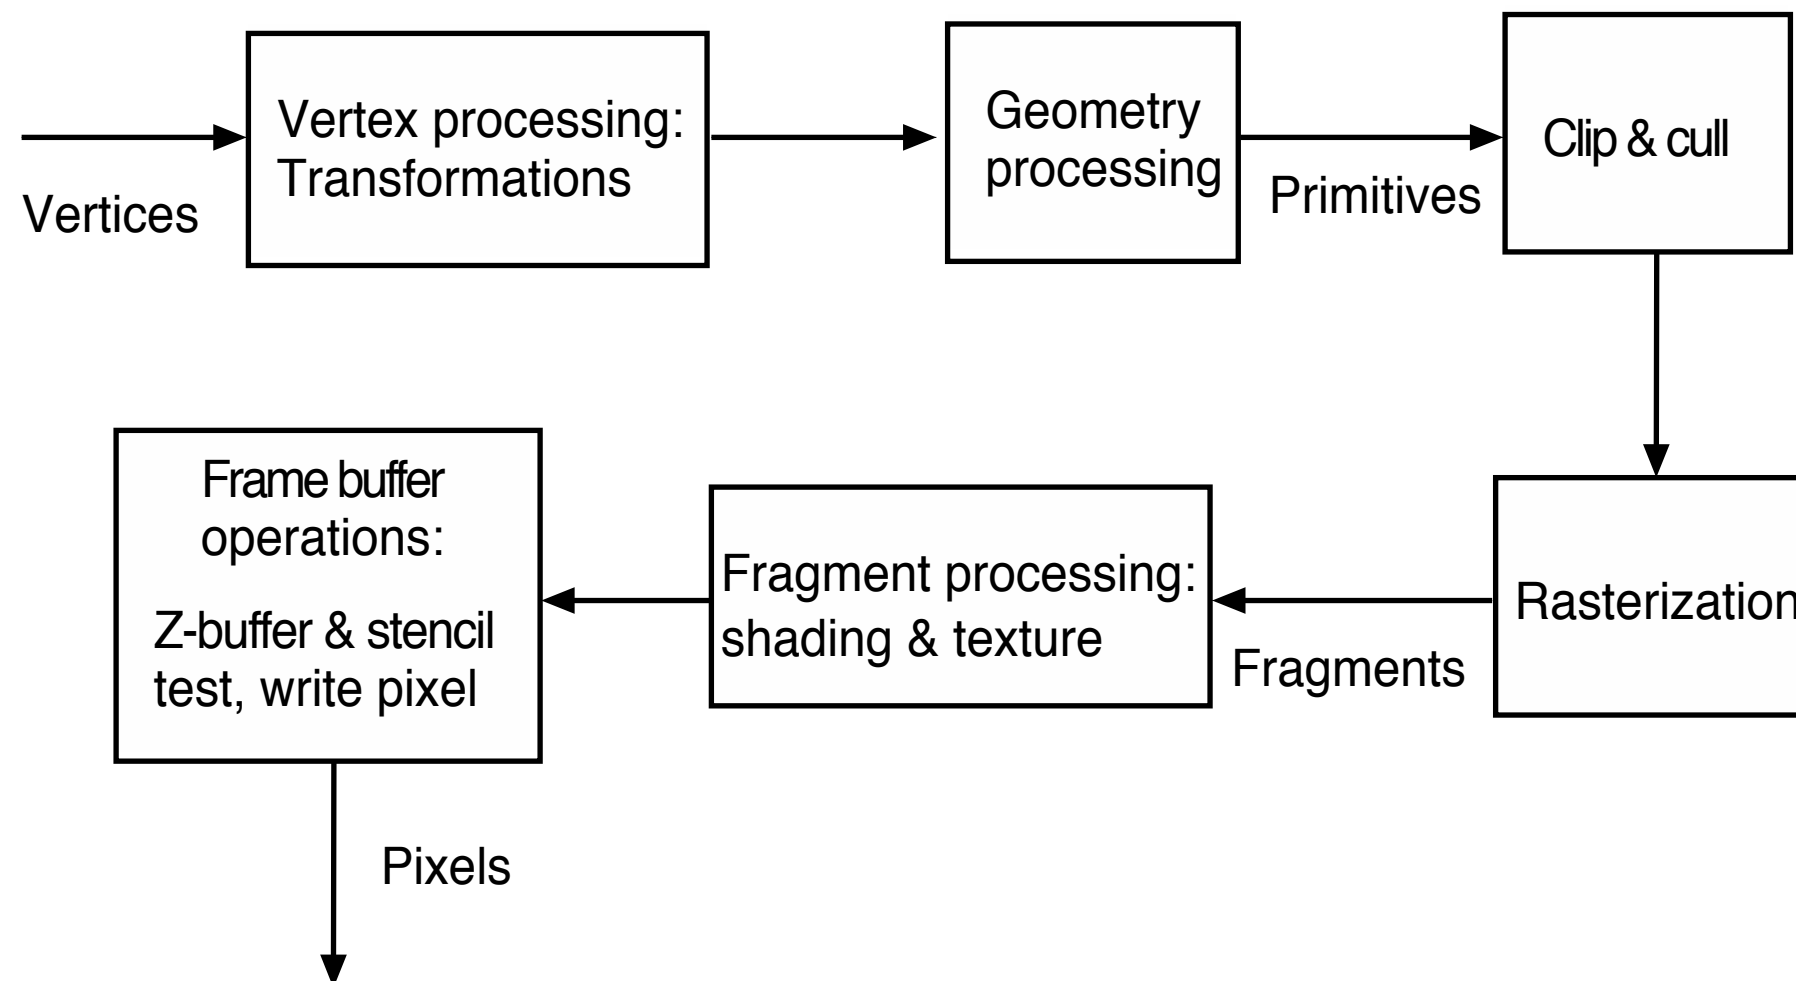 Vertices
Vertex processing:
Transformations
Geometry
processing
Primitives
Clip & cull
Rasterization
Fragments
Fragment processing:
shading & texture
Frame buffer
operations:
Z-buffer & stencil
test, write pixel
Pixels